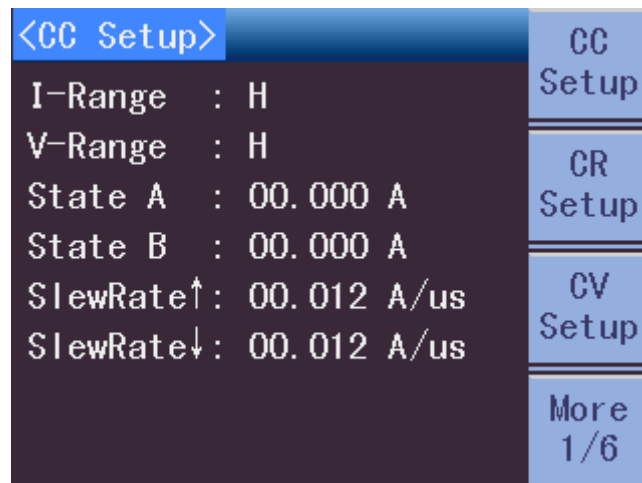 <CC Setup>
I-Range : H
V-Range : H
State A : 00.000 A
State B : 00.000 A
SlewRate↑: 00.012 A/us
SlewRate↓: 00.012 A/us
CC
Setup
CR
Setup
CV
Setup
More
1/6